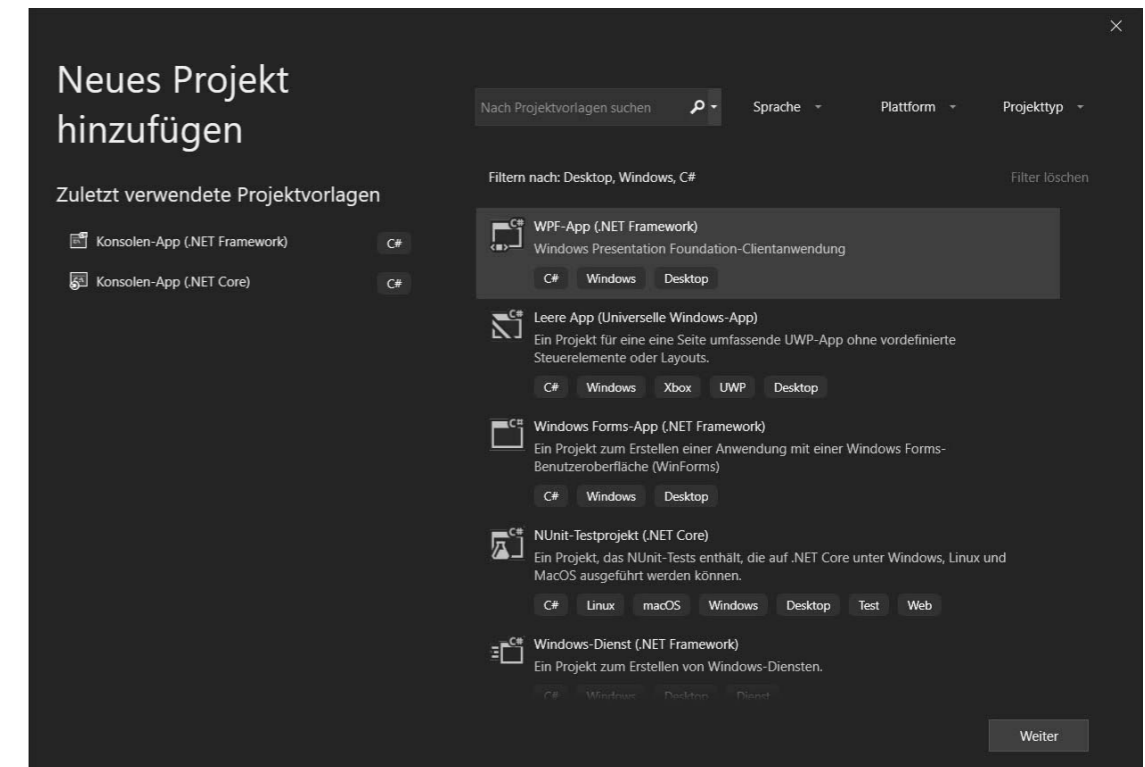 Neues Projekt
hinzufügen
Zuletzt verwendete Projektvorlagen
Konsolen-App (.NET Framework) C#
Konsolen-App (.NET Core) C#
Nach Projektvorlagen suchen Sprache Plattform Projekttyp
Filtern nach: Desktop, Windows, C# Filter löschen
C# WPF-App (.NET Framework)
Windows Presentation Foundation-Clientanwendung
C# Windows Desktop
C# Leere App (Universelle Windows-App)
Ein Projekt für eine eine Seite umfassende UWP-App ohne vordefinierte
Steuerelemente oder Layouts.
C# Windows Xbox UWP Desktop
C# Windows Forms-App (.NET Framework)
Ein Projekt zum Erstellen einer Anwendung mit einer Windows Forms-
Benutzeroberfläche (WinForms)
C# Windows Desktop
C# NUnit-Testprojekt (.NET Core)
Ein Projekt, das NUnit-Tests enthält, die auf .NET Core unter Windows, Linux und
MacOS ausgeführt werden können.
C# Linux macOS Windows Desktop Test Web
C# Windows-Dienst (.NET Framework)
Ein Projekt zum Erstellen von Windows-Diensten.
C# Windows Desktop Dienst
Weiter